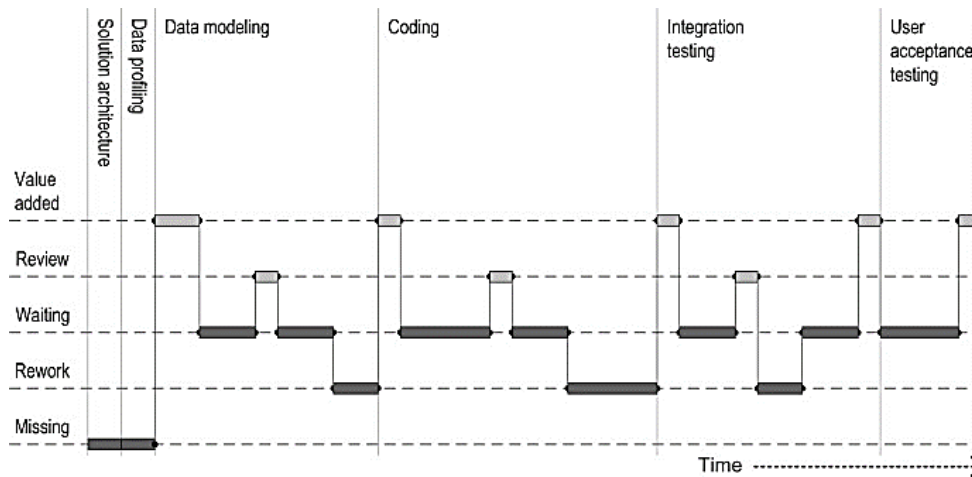 Solution architecture
Data profiling
Data modeling
Coding
Integration
testing
User
acceptance
testing
Value
added
Review
Waiting
Rework
Missing
Time